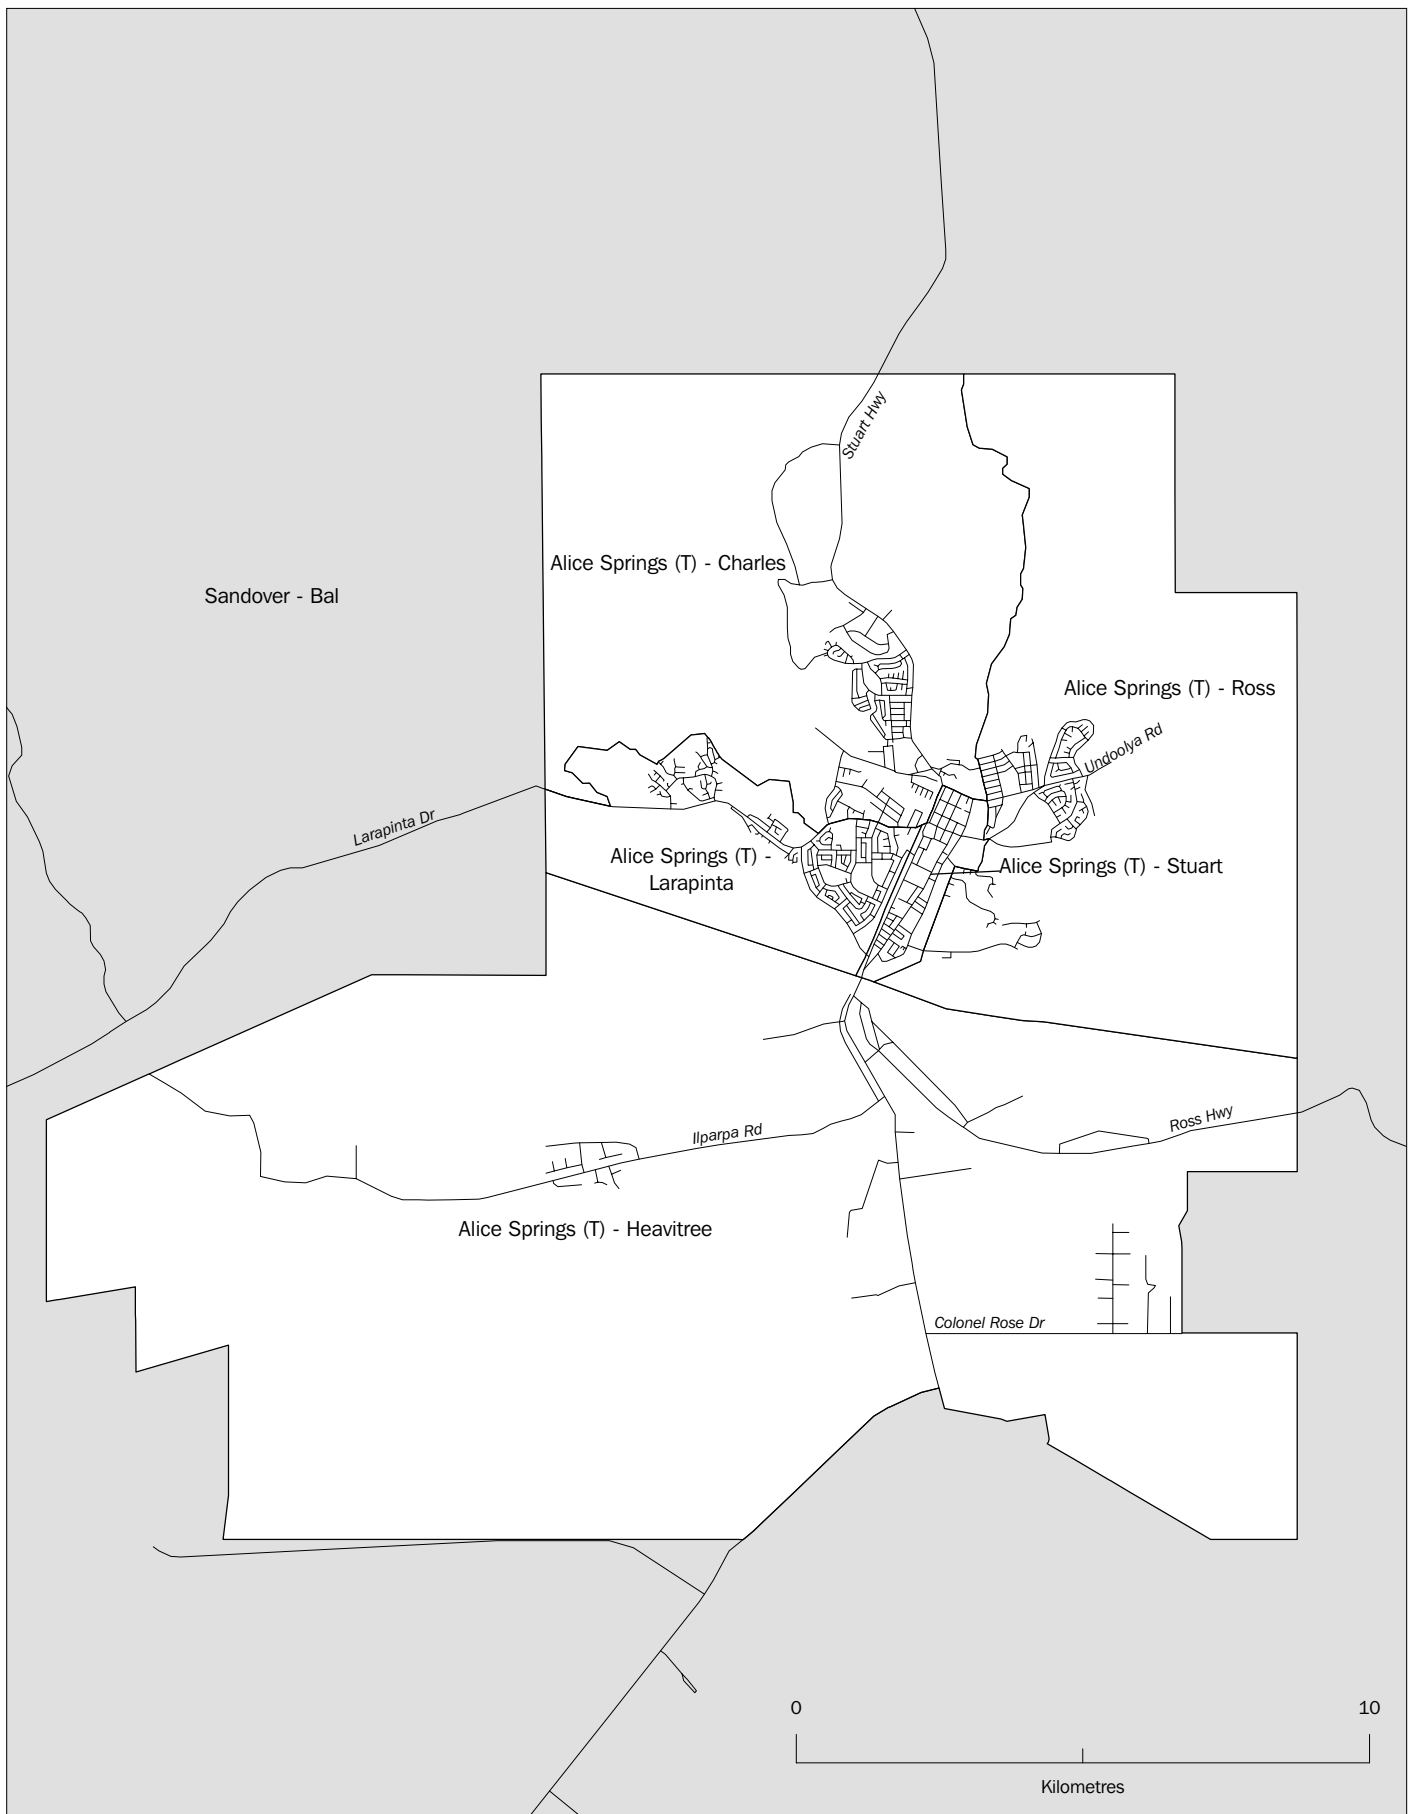 Stuart Hwy
Alice Springs (T) - Charles
Sandover - Bal
Alice Springs (T) - Ross
Undoolya Rd
Larapinta Dr
Alice Springs (T) -
Larapinta
Alice Springs (T) - Stuart
Ross Hwy
Ilparpa Rd
Alice Springs (T) - Heavitree
Colonel Rose Dr
0
10
Kilometres